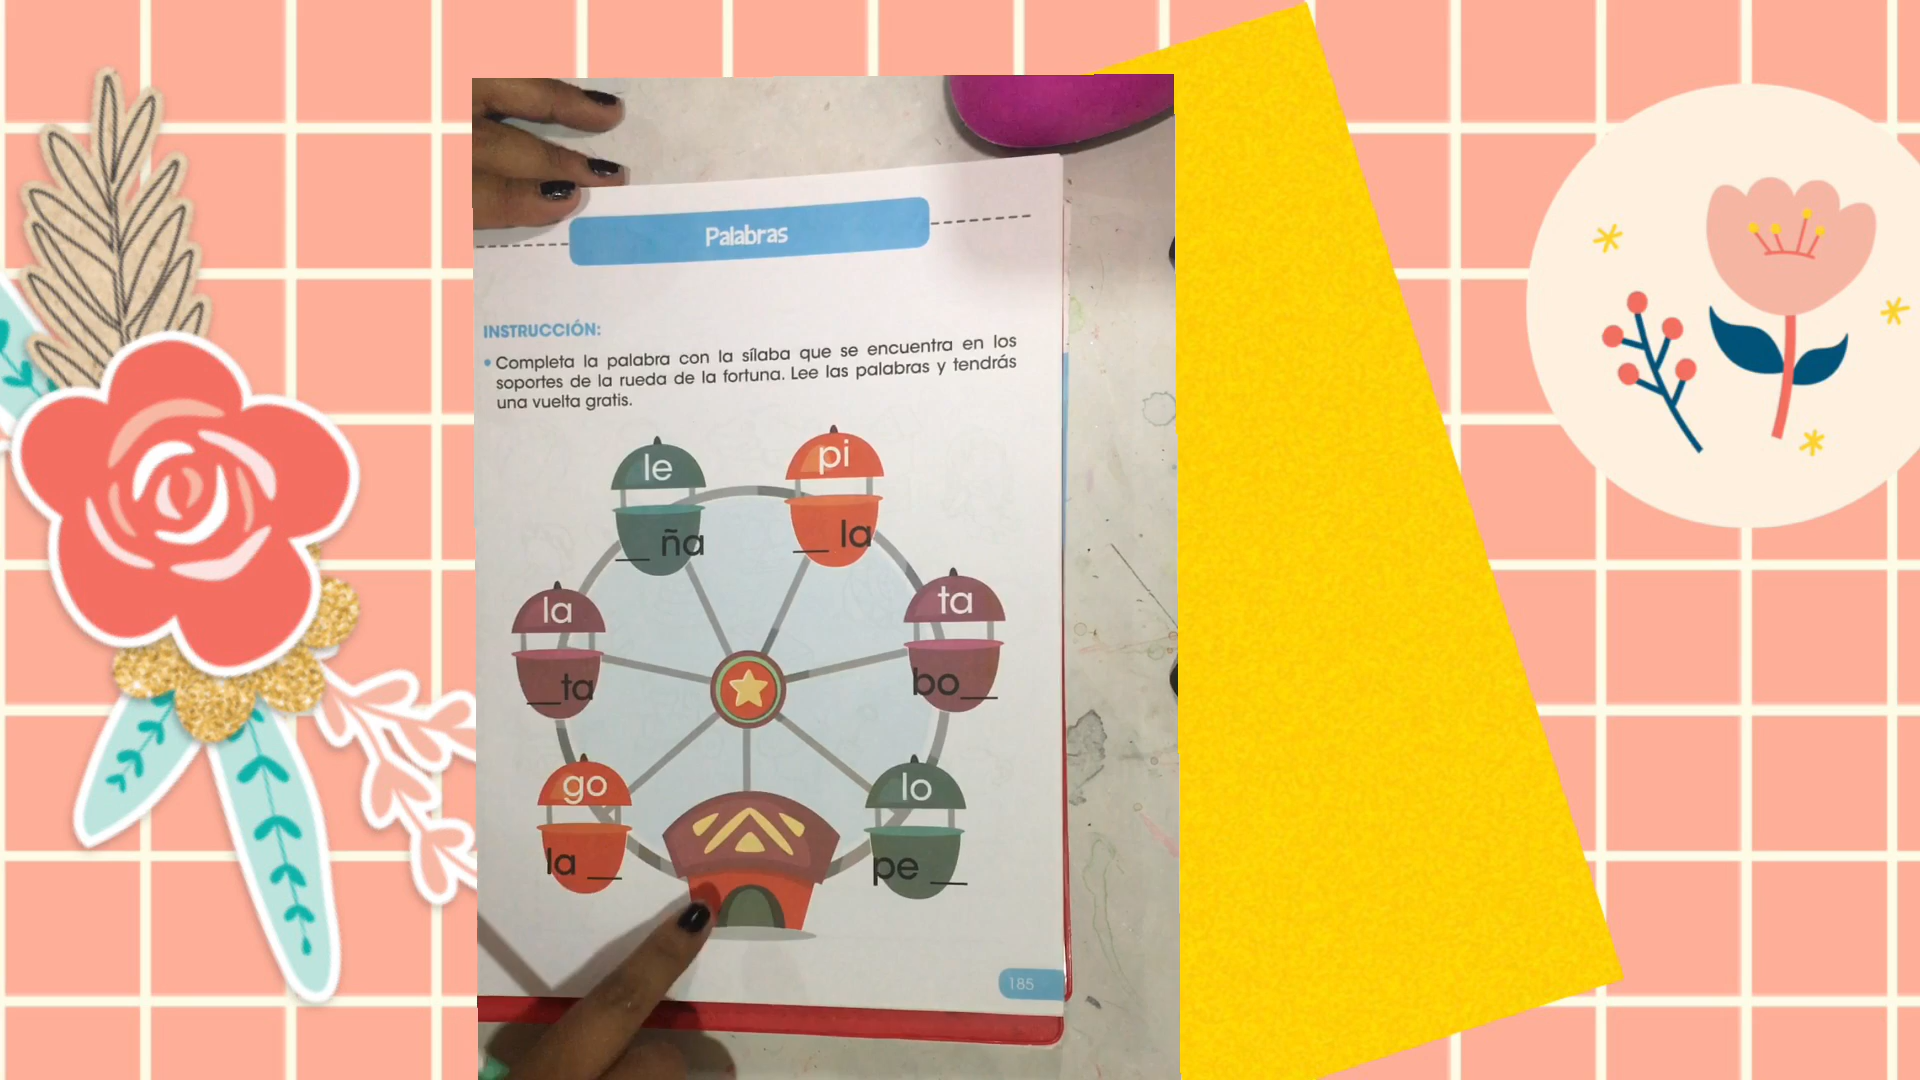 Palabras
INSTRUCCIÓN:
• Completa la palabra con la sílaba que se encuentra en los
soportes de la rueda de la fortuna. Lee las palabras y tendrás
una vuelta gratis.
le
__ ña
pi
__ la
la
__ta
ta
bo__
go
la __
lo
pe __
185